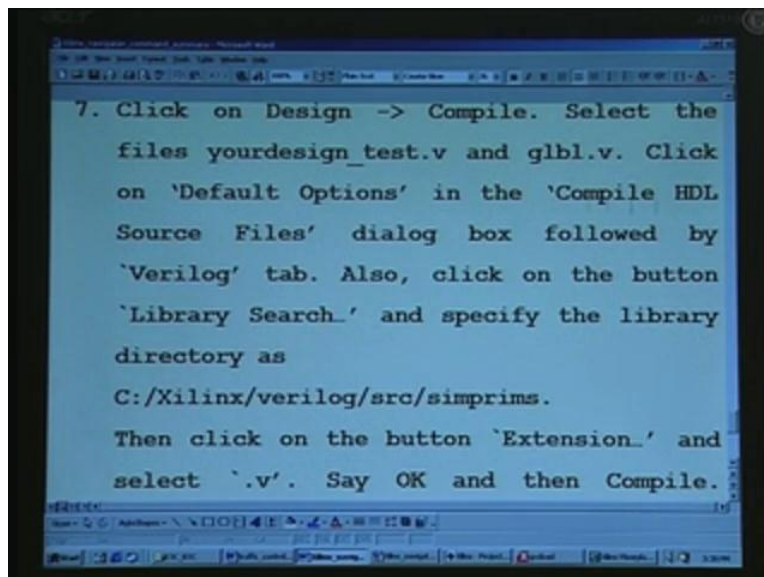 7. Click on Design -> Compile. Select the
files yourdesign_test.v and glbl.v. Click
on 'Default Options' in the 'Compile HDL
Source Files' dialog box followed by
`Verilog' tab. Also, click on the button
`Library Search…' and specify the library
directory as
C:/Xilinx/verilog/src/simprims.
Then click on the button `Extension…' and
select `.v'. Say OK and then Compile.